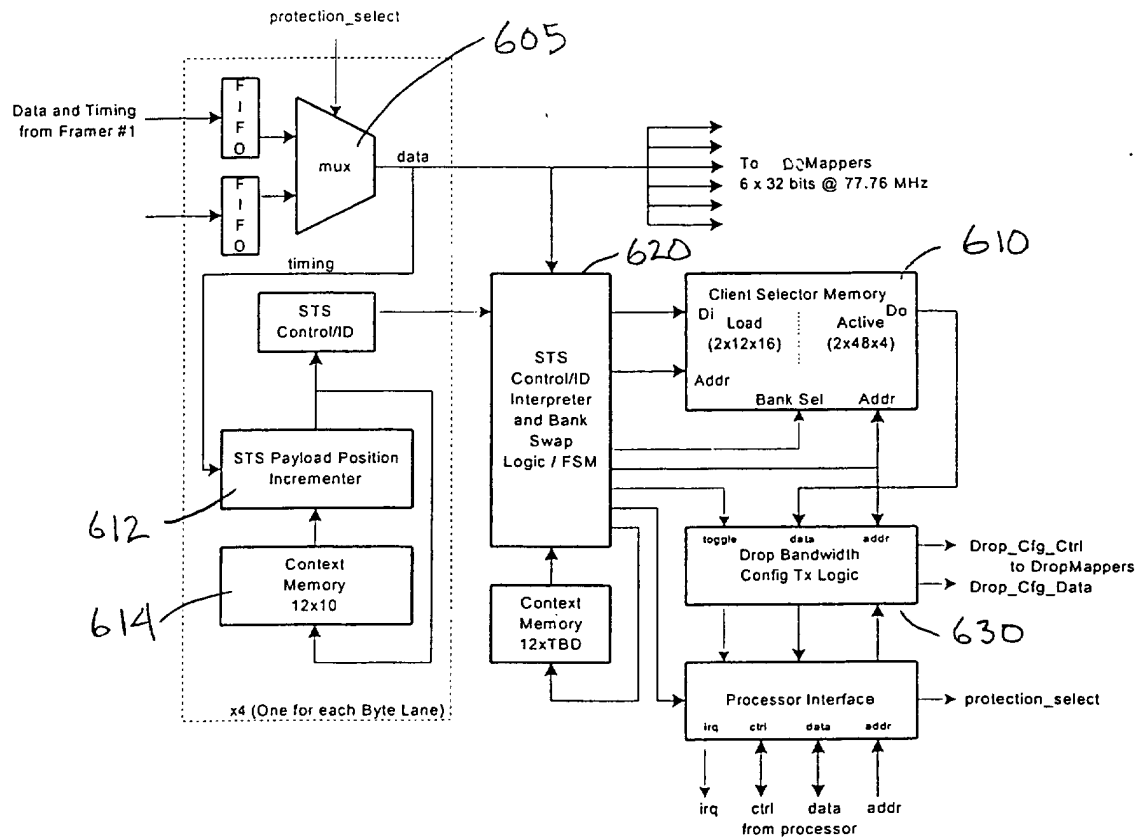 protection_select
605
FIFO
Data and Timing
from Framer #1
mux
data
To DeMappers
6 x 32 bits @ 77.76 MHz
FIFO
timing
620
610
STS
Control/ID
Client Selector Memory
Di
Do
Load
(2x12x16)
Active
(2x48x4)
Addr
Bank Sel
Addr
STS
Control/ID
Interpreter
and Bank
Swap
Logic / FSM
STS Payload Position
Incrementer
612
Context
Memory
12x10
614
toggle
data
addr
Drop Bandwidth
Config Tx Logic
Drop_Cfg_Ctrl
to DropMappers
Drop_Cfg_Data
630
Context
Memory
12xTBD
Processor Interface
protection_select
irq
ctrl
data
addr
x4 (One for each Byte Lane)
irq
ctrl
data
addr
from processor